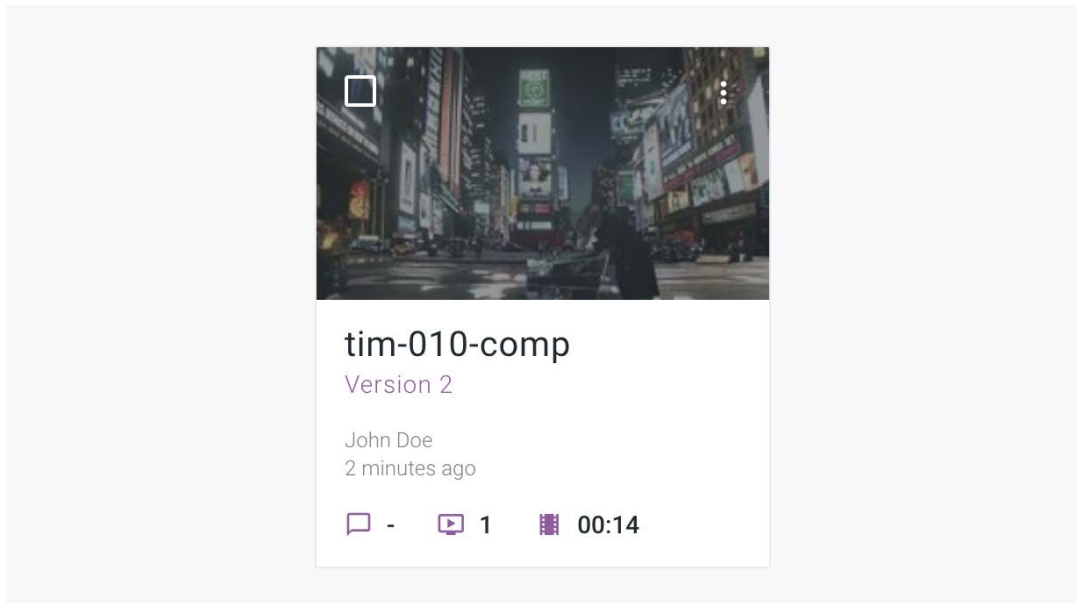 tim-010-comp
Version 2
John Doe
2 minutes ago
- 1 00:14